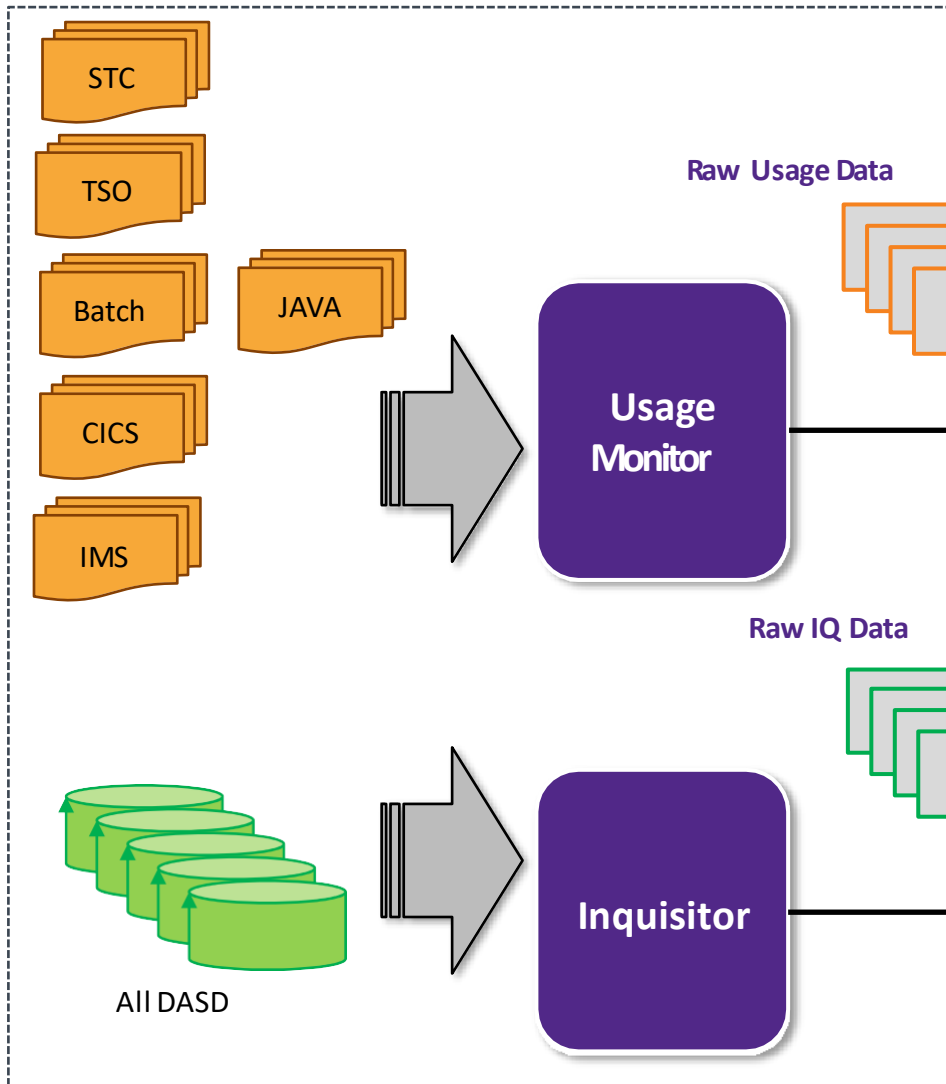 STC
TSO
Raw Usage Data
Batch
JAVA
Usage
Monitor
CICS
IMS
Raw IQ Data
Inquisitor
All DASD